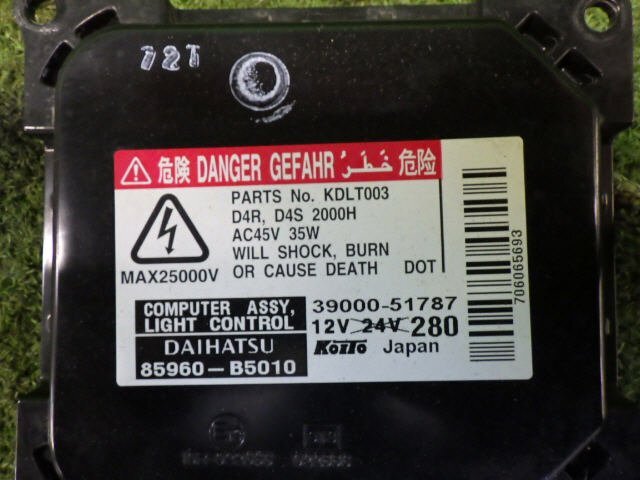 72T
危険 DANGER GEFAHR خَطَر 危险
PARTS No. KDLT003
D4R, D4S 2000H
AC45V 35W
WILL SHOCK, BURN
OR CAUSE DEATH DOT
MAX25000V
706065693
COMPUTER ASSY, 39000-51787
LIGHT CONTROL 12V 24V 280
DAIHATSU KOITO Japan
85960-B5010